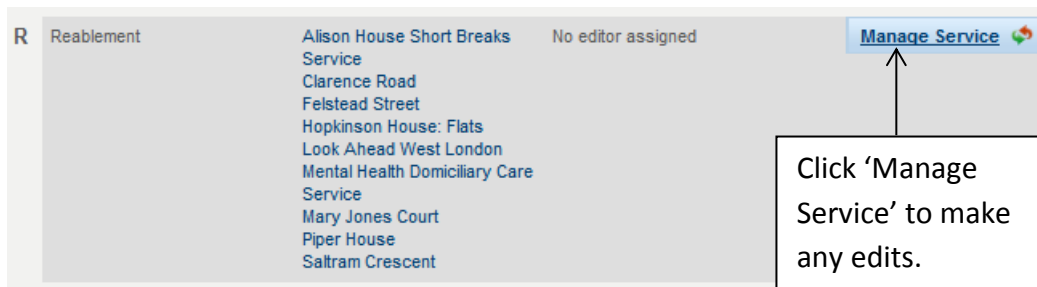 R Reablement Alison House Short Breaks No editor assigned Manage Service
Service
Clarence Road
Felstead Street
Hopkinson House: Flats
Look Ahead West London
Mental Health Domiciliary Care
Service
Mary Jones Court
Piper House
Saltram Crescent
Click ‘Manage
Service’ to make
any edits.